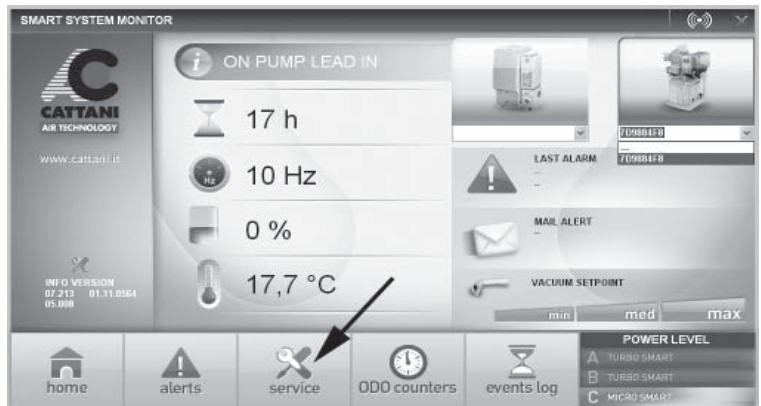 SMART SYSTEM MONITOR
CATTANI
AIR TECHNOLOGY
www.cattani.it
INFO VERSION
07.213 01.11.0564
05.008
i ON PUMP LEAD IN
17 h
Hz 10 Hz
0 %
17,7 °C
7D9884F8
---
7D9884F8
LAST ALARM
--
--
MAIL ALERT
--
VACUUM SETPOINT
min med max
home
alerts
service
ODO counters
events log
POWER LEVEL
A TURBO SMART
B TURBO SMART
C MICRO SMART